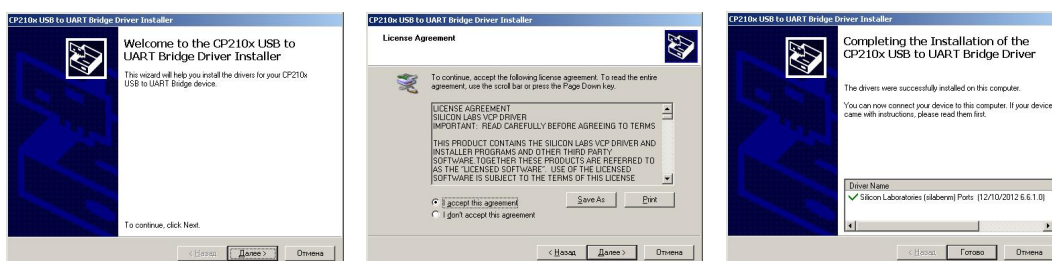 CP210x USB to UART Bridge Driver Installer
Welcome to the CP210x USB to
UART Bridge Driver Installer
This wizard will help you install the drivers for your CP210x
USB to UART Bridge device.
To continue, click Next.
< Назад
Далее >
Отмена
CP210x USB to UART Bridge Driver Installer
License Agreement
To continue, accept the following license agreement. To read the entire
agreement, use the scroll bar or press the Page Down key.
LICENSE AGREEMENT
SILICON LABS VCP DRIVER
IMPORTANT: READ CAREFULLY BEFORE AGREEING TO TERMS
THIS PRODUCT CONTAINS THE SILICON LABS VCP DRIVER AND
INSTALLER PROGRAMS AND OTHER THIRD PARTY
SOFTWARE.TOGETHER THESE PRODUCTS ARE REFERRED TO
AS THE "LICENSED SOFTWARE". USE OF THE LICENSED
SOFTWARE IS SUBJECT TO THE TERMS OF THIS LICENSE
I accept this agreement
Save As
Print
I don't accept this agreement
< Назад
Далее >
Отмена
CP210x USB to UART Bridge Driver Installer
Completing the Installation of the
CP210x USB to UART Bridge Driver
The drivers were successfully installed on this computer.
You can now connect your device to this computer. If your device
came with instructions, please read them first.
Driver Name
Silicon Laboratories (silabenm) Ports (12/10/2012 6.6.1.0)
< Назад
Готово
Отмена